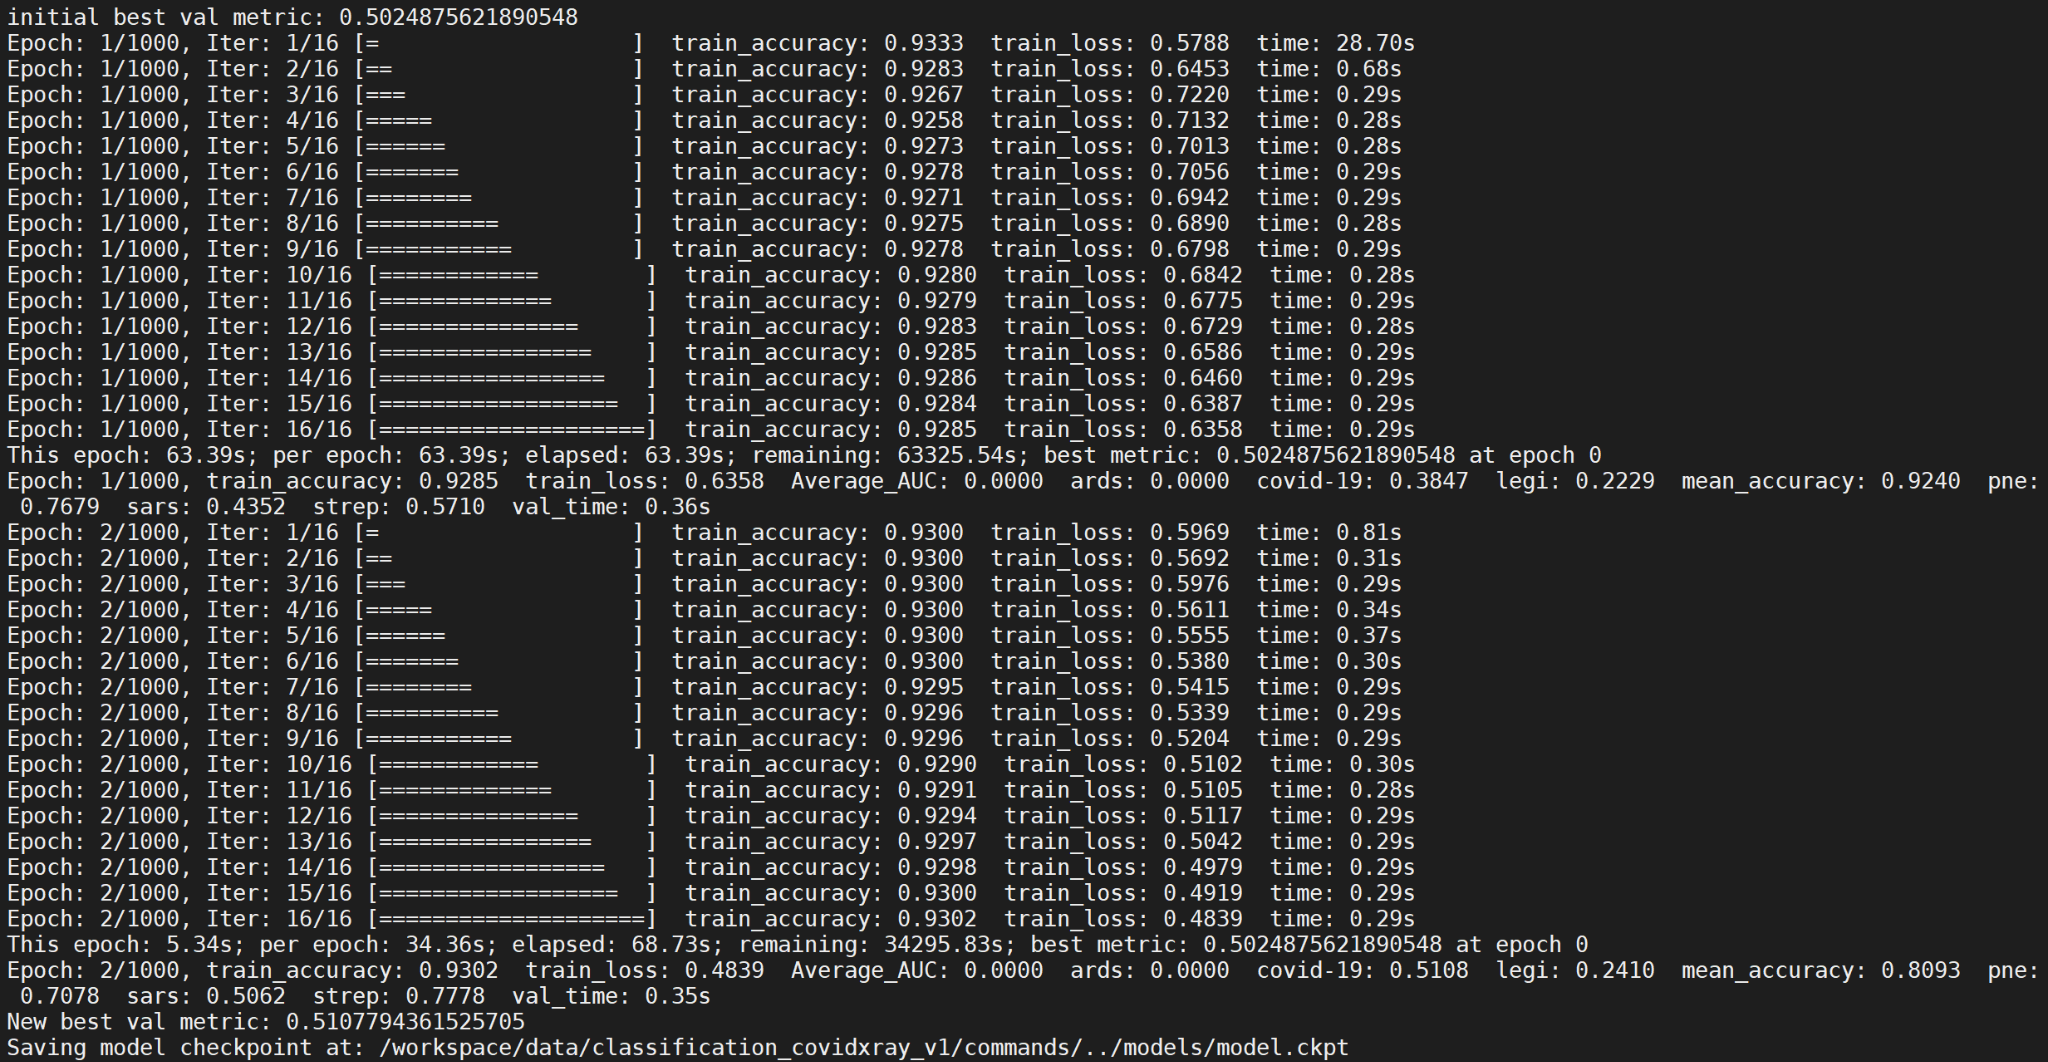 initial best val metric: 0.5024875621890548
Epoch: 1/1000, Iter: 1/16 [=                   ]  train_accuracy: 0.9333  train_loss: 0.5788  time: 28.70s
Epoch: 1/1000, Iter: 2/16 [==                  ]  train_accuracy: 0.9283  train_loss: 0.6453  time: 0.68s
Epoch: 1/1000, Iter: 3/16 [===                 ]  train_accuracy: 0.9267  train_loss: 0.7220  time: 0.29s
Epoch: 1/1000, Iter: 4/16 [=====               ]  train_accuracy: 0.9258  train_loss: 0.7132  time: 0.28s
Epoch: 1/1000, Iter: 5/16 [======              ]  train_accuracy: 0.9273  train_loss: 0.7013  time: 0.28s
Epoch: 1/1000, Iter: 6/16 [=======             ]  train_accuracy: 0.9278  train_loss: 0.7056  time: 0.29s
Epoch: 1/1000, Iter: 7/16 [========            ]  train_accuracy: 0.9271  train_loss: 0.6942  time: 0.29s
Epoch: 1/1000, Iter: 8/16 [==========          ]  train_accuracy: 0.9275  train_loss: 0.6890  time: 0.28s
Epoch: 1/1000, Iter: 9/16 [===========         ]  train_accuracy: 0.9278  train_loss: 0.6798  time: 0.29s
Epoch: 1/1000, Iter: 10/16 [============        ]  train_accuracy: 0.9280  train_loss: 0.6842  time: 0.28s
Epoch: 1/1000, Iter: 11/16 [=============       ]  train_accuracy: 0.9279  train_loss: 0.6775  time: 0.29s
Epoch: 1/1000, Iter: 12/16 [===============     ]  train_accuracy: 0.9283  train_loss: 0.6729  time: 0.28s
Epoch: 1/1000, Iter: 13/16 [================    ]  train_accuracy: 0.9285  train_loss: 0.6586  time: 0.29s
Epoch: 1/1000, Iter: 14/16 [=================   ]  train_accuracy: 0.9286  train_loss: 0.6460  time: 0.29s
Epoch: 1/1000, Iter: 15/16 [==================  ]  train_accuracy: 0.9284  train_loss: 0.6387  time: 0.29s
Epoch: 1/1000, Iter: 16/16 [====================]  train_accuracy: 0.9285  train_loss: 0.6358  time: 0.29s
This epoch: 63.39s; per epoch: 63.39s; elapsed: 63.39s; remaining: 63325.54s; best metric: 0.5024875621890548 at epoch 0
Epoch: 1/1000, train_accuracy: 0.9285  train_loss: 0.6358  Average_AUC: 0.0000  ards: 0.0000  covid-19: 0.3847  legi: 0.2229  mean_accuracy: 0.9240  pne:
 0.7679  sars: 0.4352  strep: 0.5710  val_time: 0.36s
Epoch: 2/1000, Iter: 1/16 [=                   ]  train_accuracy: 0.9300  train_loss: 0.5969  time: 0.81s
Epoch: 2/1000, Iter: 2/16 [==                  ]  train_accuracy: 0.9300  train_loss: 0.5692  time: 0.31s
Epoch: 2/1000, Iter: 3/16 [===                 ]  train_accuracy: 0.9300  train_loss: 0.5976  time: 0.29s
Epoch: 2/1000, Iter: 4/16 [=====               ]  train_accuracy: 0.9300  train_loss: 0.5611  time: 0.34s
Epoch: 2/1000, Iter: 5/16 [======              ]  train_accuracy: 0.9300  train_loss: 0.5555  time: 0.37s
Epoch: 2/1000, Iter: 6/16 [=======             ]  train_accuracy: 0.9300  train_loss: 0.5380  time: 0.30s
Epoch: 2/1000, Iter: 7/16 [========            ]  train_accuracy: 0.9295  train_loss: 0.5415  time: 0.29s
Epoch: 2/1000, Iter: 8/16 [==========          ]  train_accuracy: 0.9296  train_loss: 0.5339  time: 0.29s
Epoch: 2/1000, Iter: 9/16 [===========         ]  train_accuracy: 0.9296  train_loss: 0.5204  time: 0.29s
Epoch: 2/1000, Iter: 10/16 [============        ]  train_accuracy: 0.9290  train_loss: 0.5102  time: 0.30s
Epoch: 2/1000, Iter: 11/16 [=============       ]  train_accuracy: 0.9291  train_loss: 0.5105  time: 0.28s
Epoch: 2/1000, Iter: 12/16 [===============     ]  train_accuracy: 0.9294  train_loss: 0.5117  time: 0.29s
Epoch: 2/1000, Iter: 13/16 [================    ]  train_accuracy: 0.9297  train_loss: 0.5042  time: 0.29s
Epoch: 2/1000, Iter: 14/16 [=================   ]  train_accuracy: 0.9298  train_loss: 0.4979  time: 0.29s
Epoch: 2/1000, Iter: 15/16 [==================  ]  train_accuracy: 0.9300  train_loss: 0.4919  time: 0.29s
Epoch: 2/1000, Iter: 16/16 [====================]  train_accuracy: 0.9302  train_loss: 0.4839  time: 0.29s
This epoch: 5.34s; per epoch: 34.36s; elapsed: 68.73s; remaining: 34295.83s; best metric: 0.5024875621890548 at epoch 0
Epoch: 2/1000, train_accuracy: 0.9302  train_loss: 0.4839  Average_AUC: 0.0000  ards: 0.0000  covid-19: 0.5108  legi: 0.2410  mean_accuracy: 0.8093  pne:
 0.7078  sars: 0.5062  strep: 0.7778  val_time: 0.35s
New best val metric: 0.5107794361525705
Saving model checkpoint at: /workspace/data/classification_covidxray_v1/commands/../models/model.ckpt